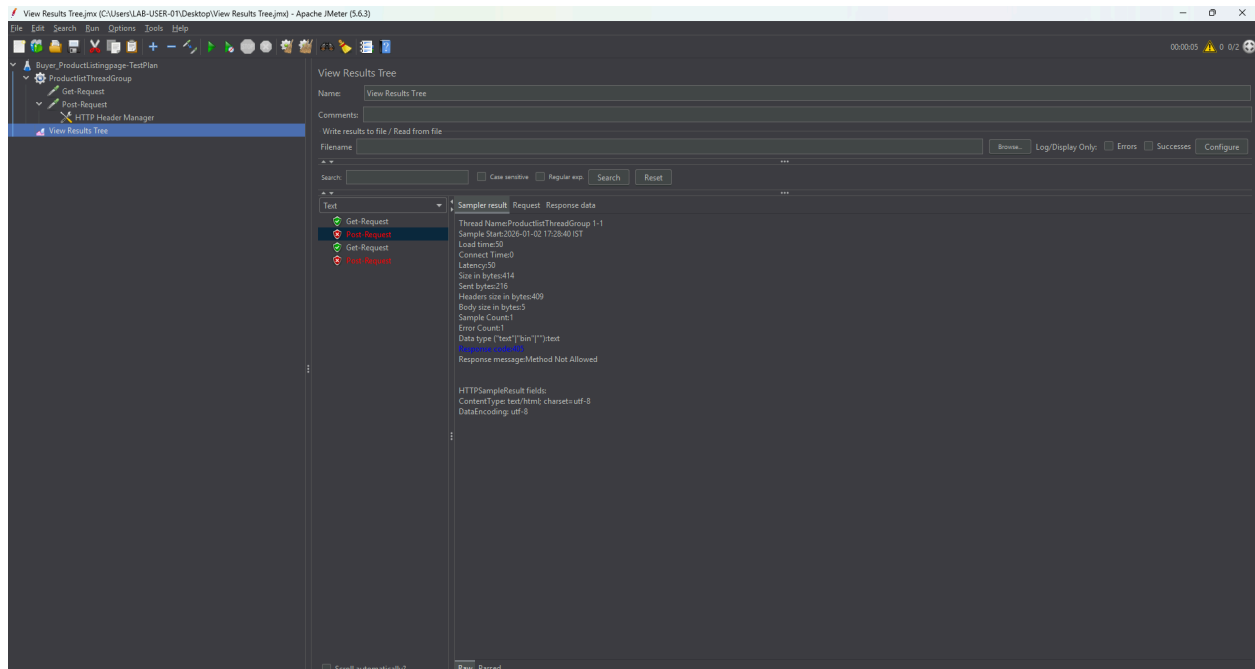 View Results Tree.jmx (C:\Users\LAB-USER-01\Desktop\View Results Tree.jmx) - Apache JMeter (5.6.3)
File Edit Search Run Options Tools Help
00:00:05 0 0/2
Buyer_ProductListingpage-TestPlan
ProductlistThreadGroup
Get-Request
Post-Request
HTTP Header Manager
View Results Tree
View Results Tree
Name: View Results Tree
Comments:
Write results to file / Read from file
Filename Browse... Log/Display Only: Errors Successes Configure
Search: Case sensitive Regular exp. Search Reset
Text
Get-Request
Post-Request
Get-Request
Post-Request
Sampler result Request Response data
Thread Name:ProductlistThreadGroup 1-1
Sample Start:2026-01-02 17:28:40 IST
Load time:50
Connect Time:0
Latency:50
Size in bytes:414
Sent bytes:216
Headers size in bytes:409
Body size in bytes:5
Sample Count:1
Error Count:1
Data type ("text"|"bin"|""):text
Response code:405
Response message:Method Not Allowed
HTTPSampleResult fields:
ContentType: text/html; charset=utf-8
DataEncoding: utf-8
Scroll automatically?
Raw Parsed